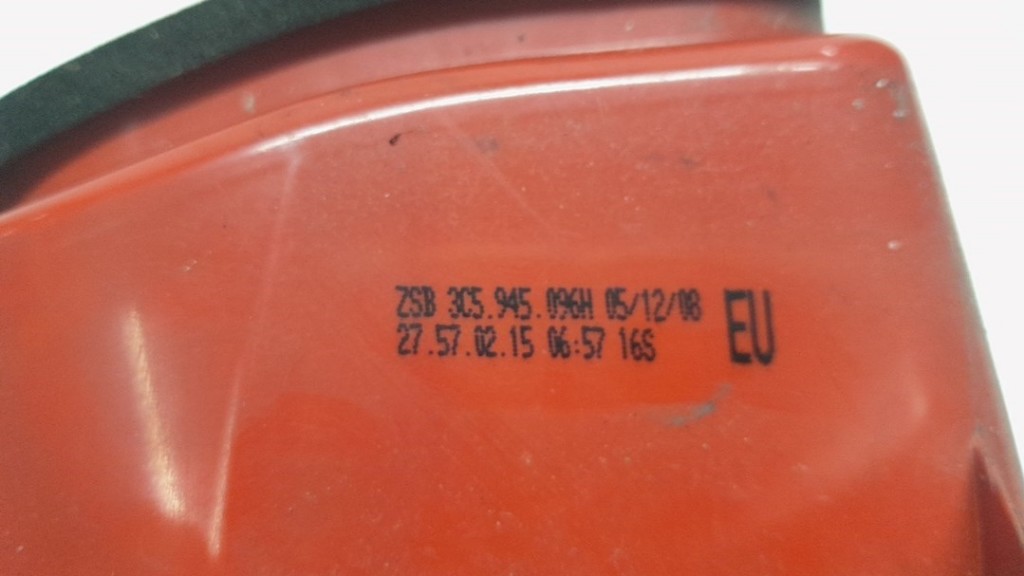 ZSB 3C5.945.096H 05/12/08
27.57.02.15 06:57 16S
EU